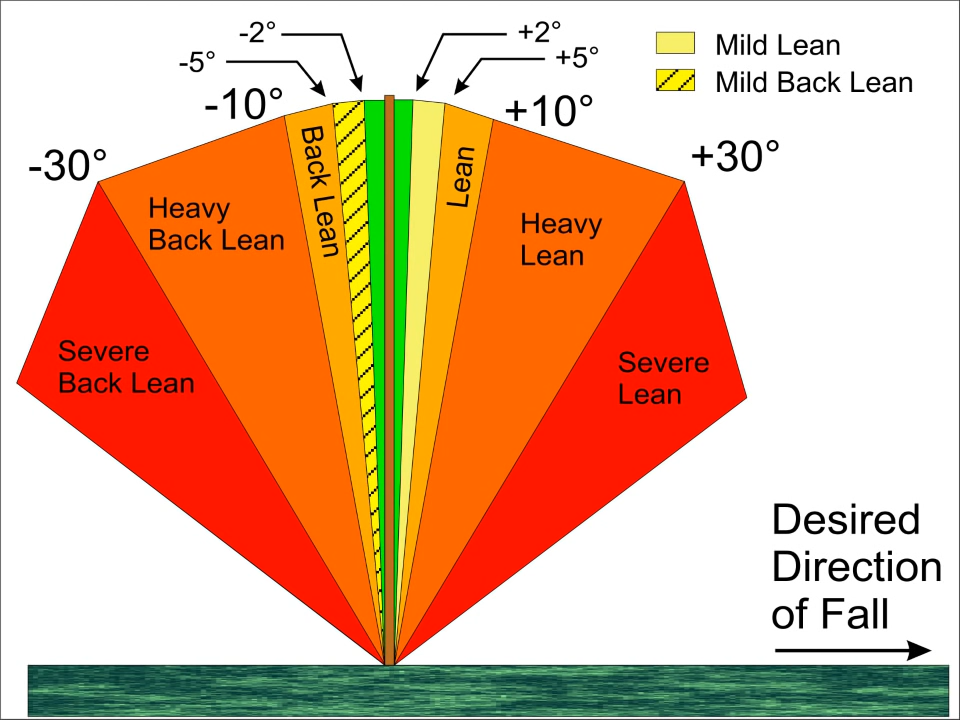 -2°
+2°
-5°
+5°
Mild Lean
Mild Back Lean
-10°
+10°
-30°
+30°
Back Lean
Lean
Heavy
Back Lean
Heavy
Lean
Severe
Back Lean
Severe
Lean
Desired
Direction
of Fall